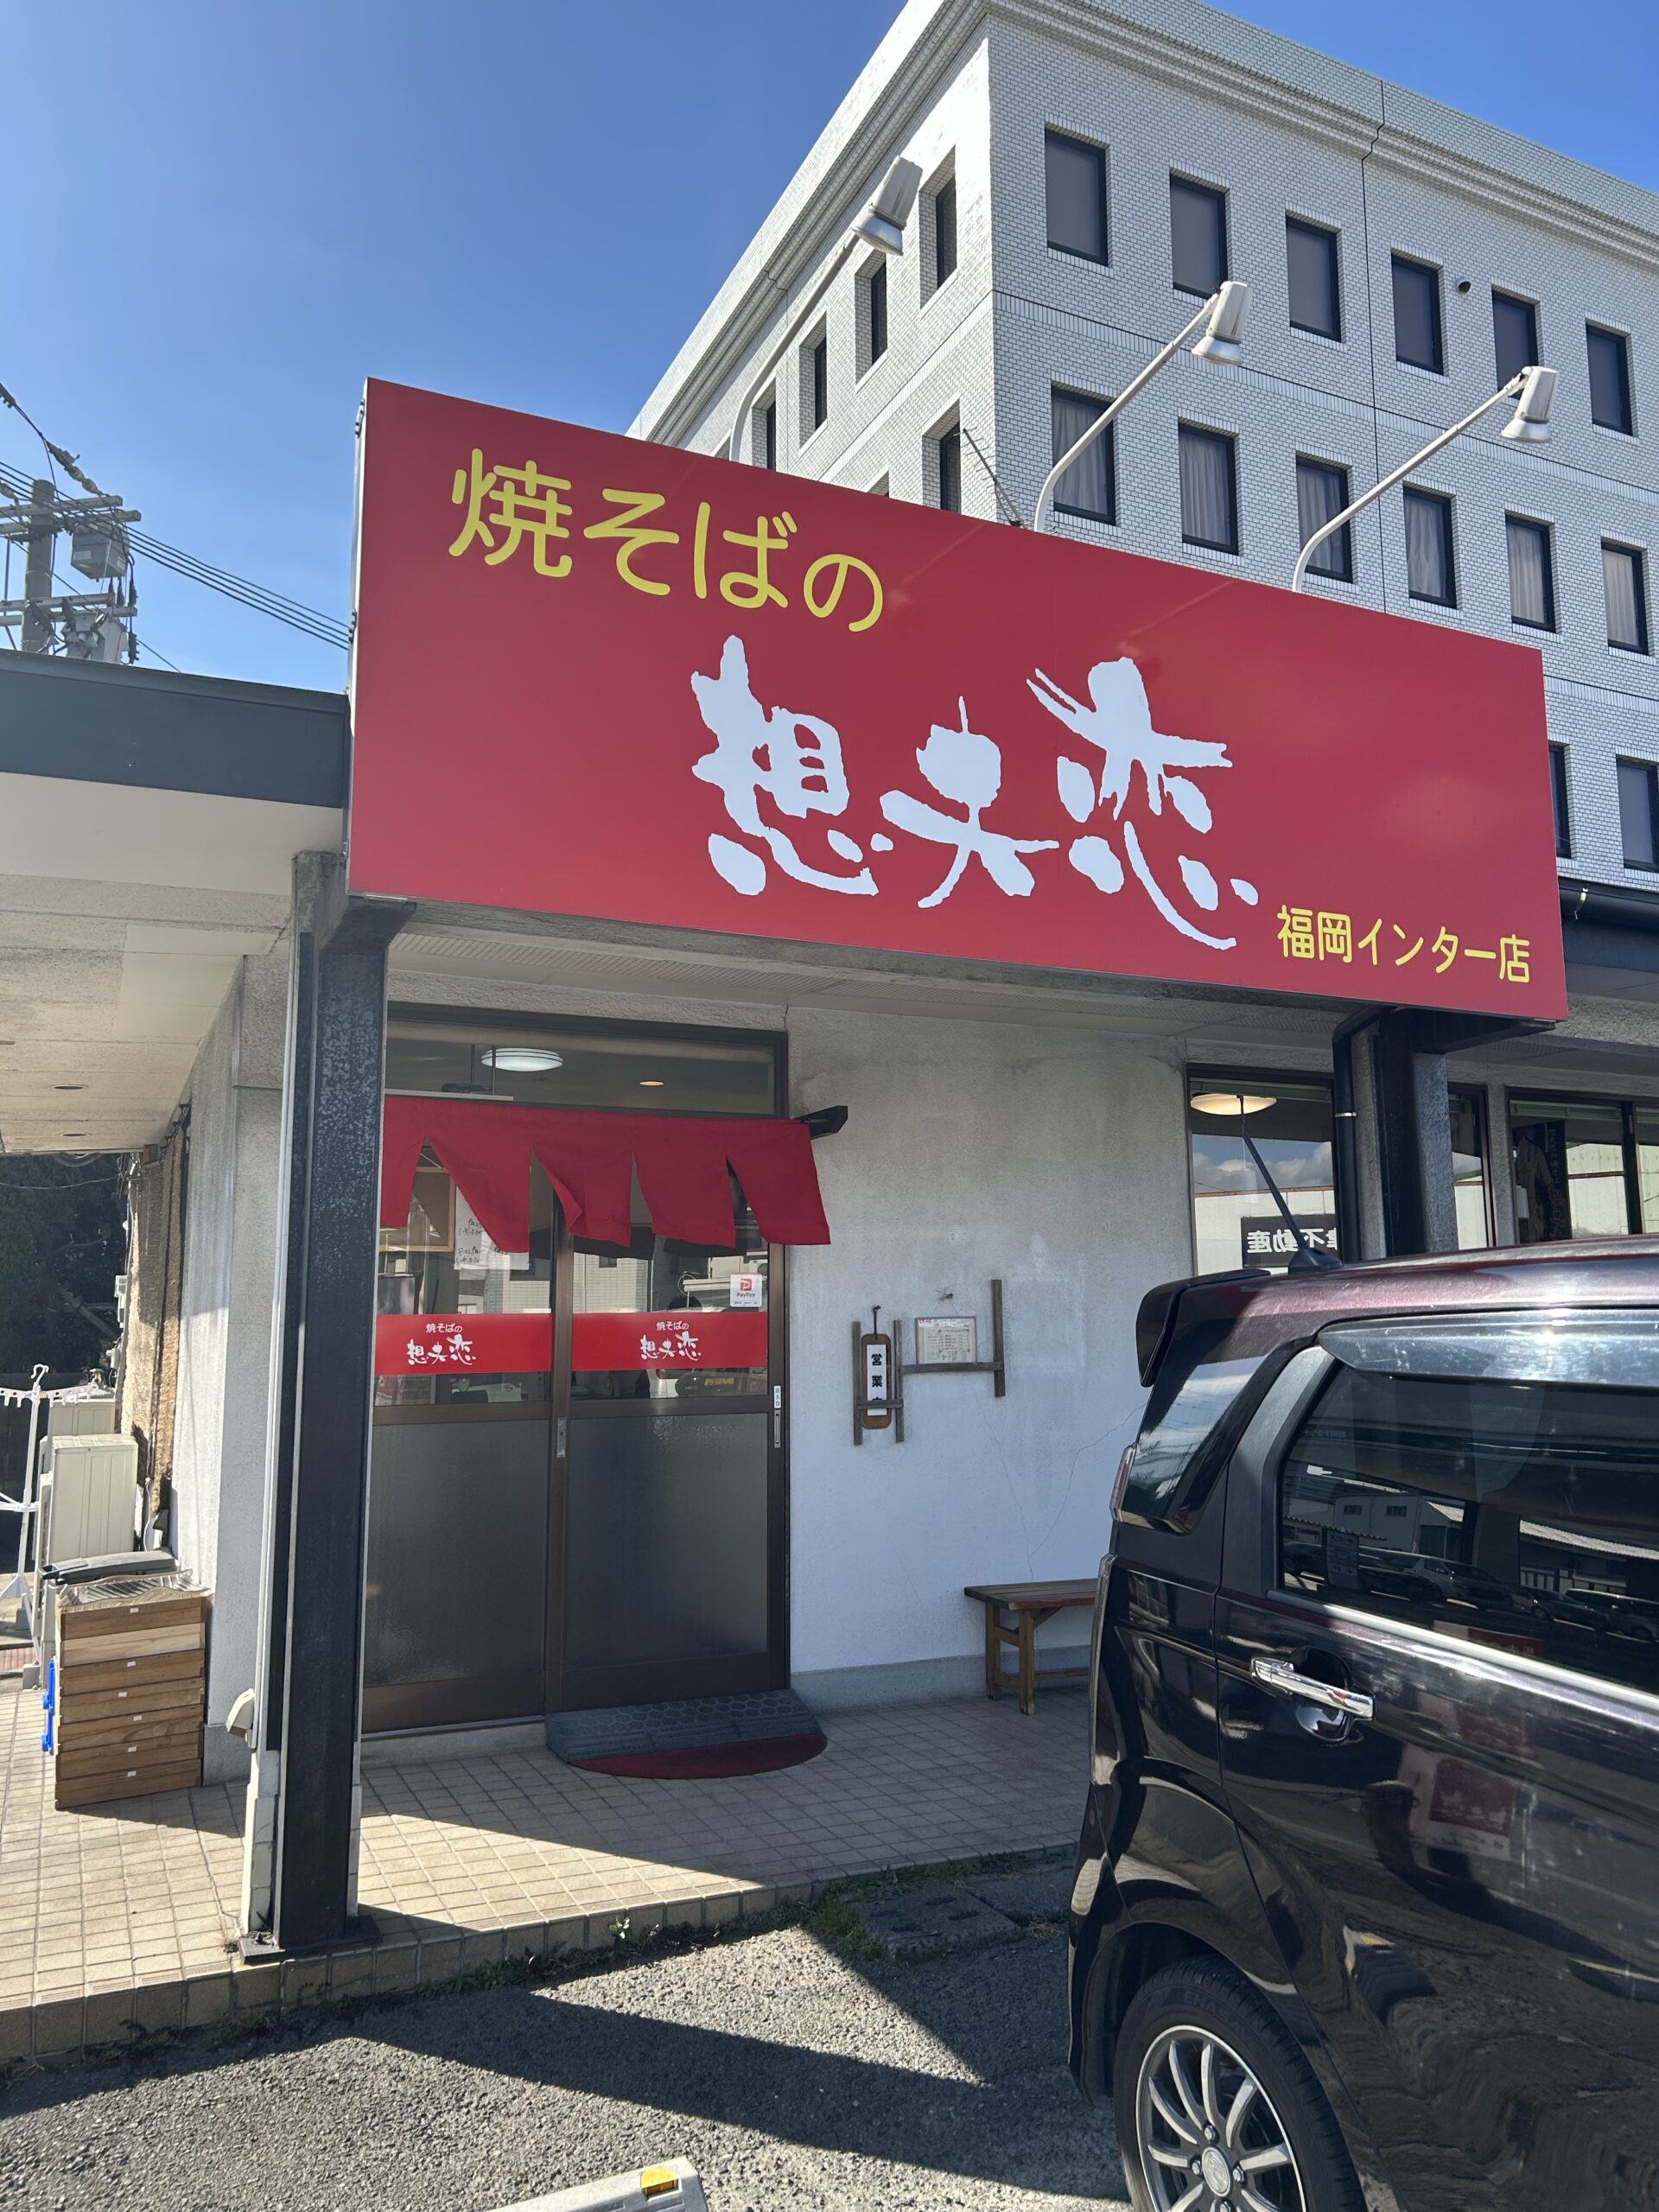 焼そばの
想夫恋
福岡インター店
PayPay
焼そばの
想夫恋
焼そばの
想夫恋
営業中
不動産